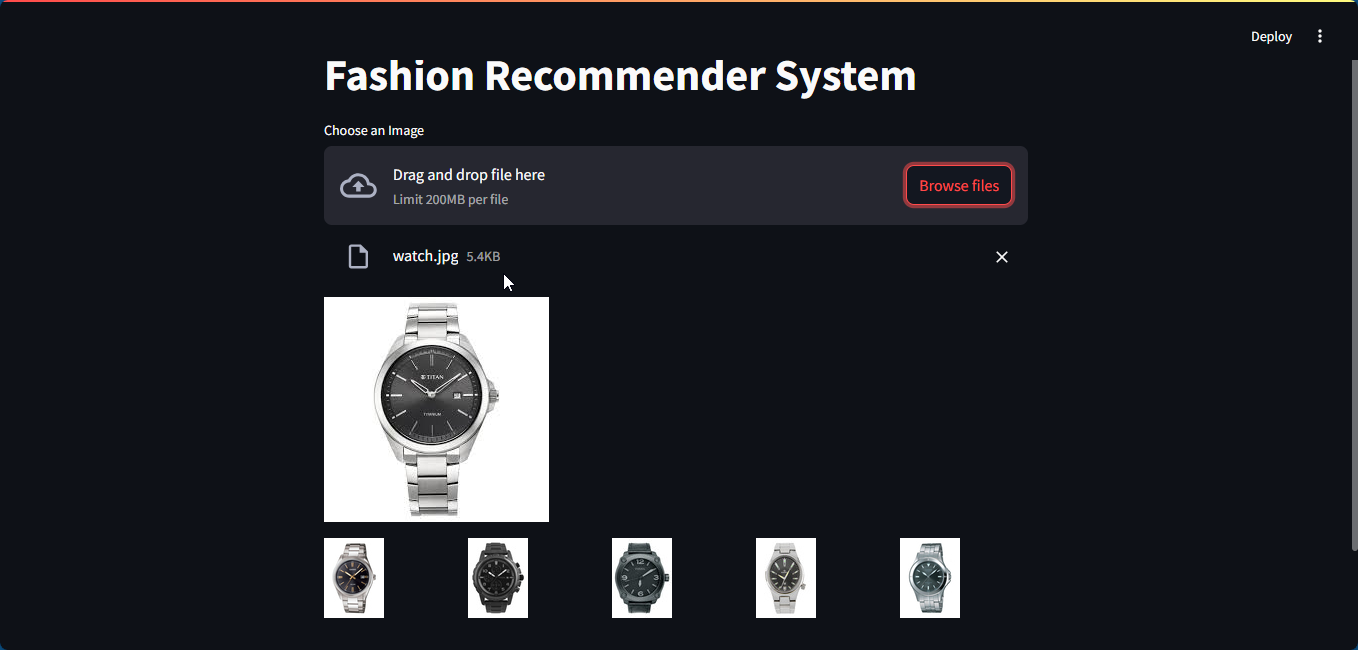 Deploy
Fashion Recommender System
Choose an Image
Drag and drop file here
Limit 200MB per file
Browse files
watch.jpg 5.4KB
TITAN
TITANIUM